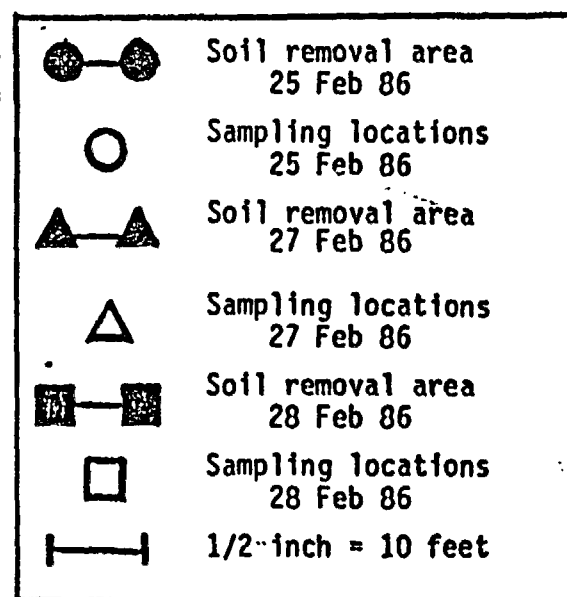 Soil removal area
25 Feb 86
Sampling locations
25 Feb 86
Soil removal area
27 Feb 86
Sampling locations
27 Feb 86
Soil removal area
28 Feb 86
Sampling locations
28 Feb 86
1/2 inch = 10 feet